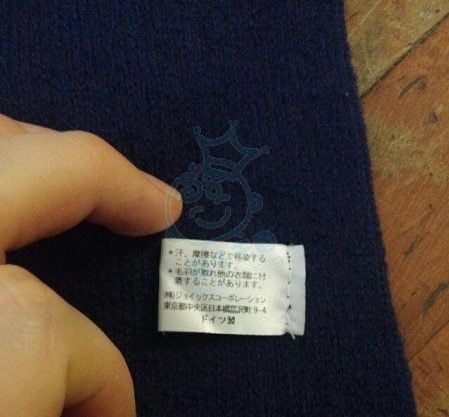 *汗、摩擦などで移染する
ことがあります。
*毛羽が取れ他の衣類に付
着することがあります。
㈱ジョイックスコーポレーション
東京都中央区日本橋富沢町9-4
ドイツ製